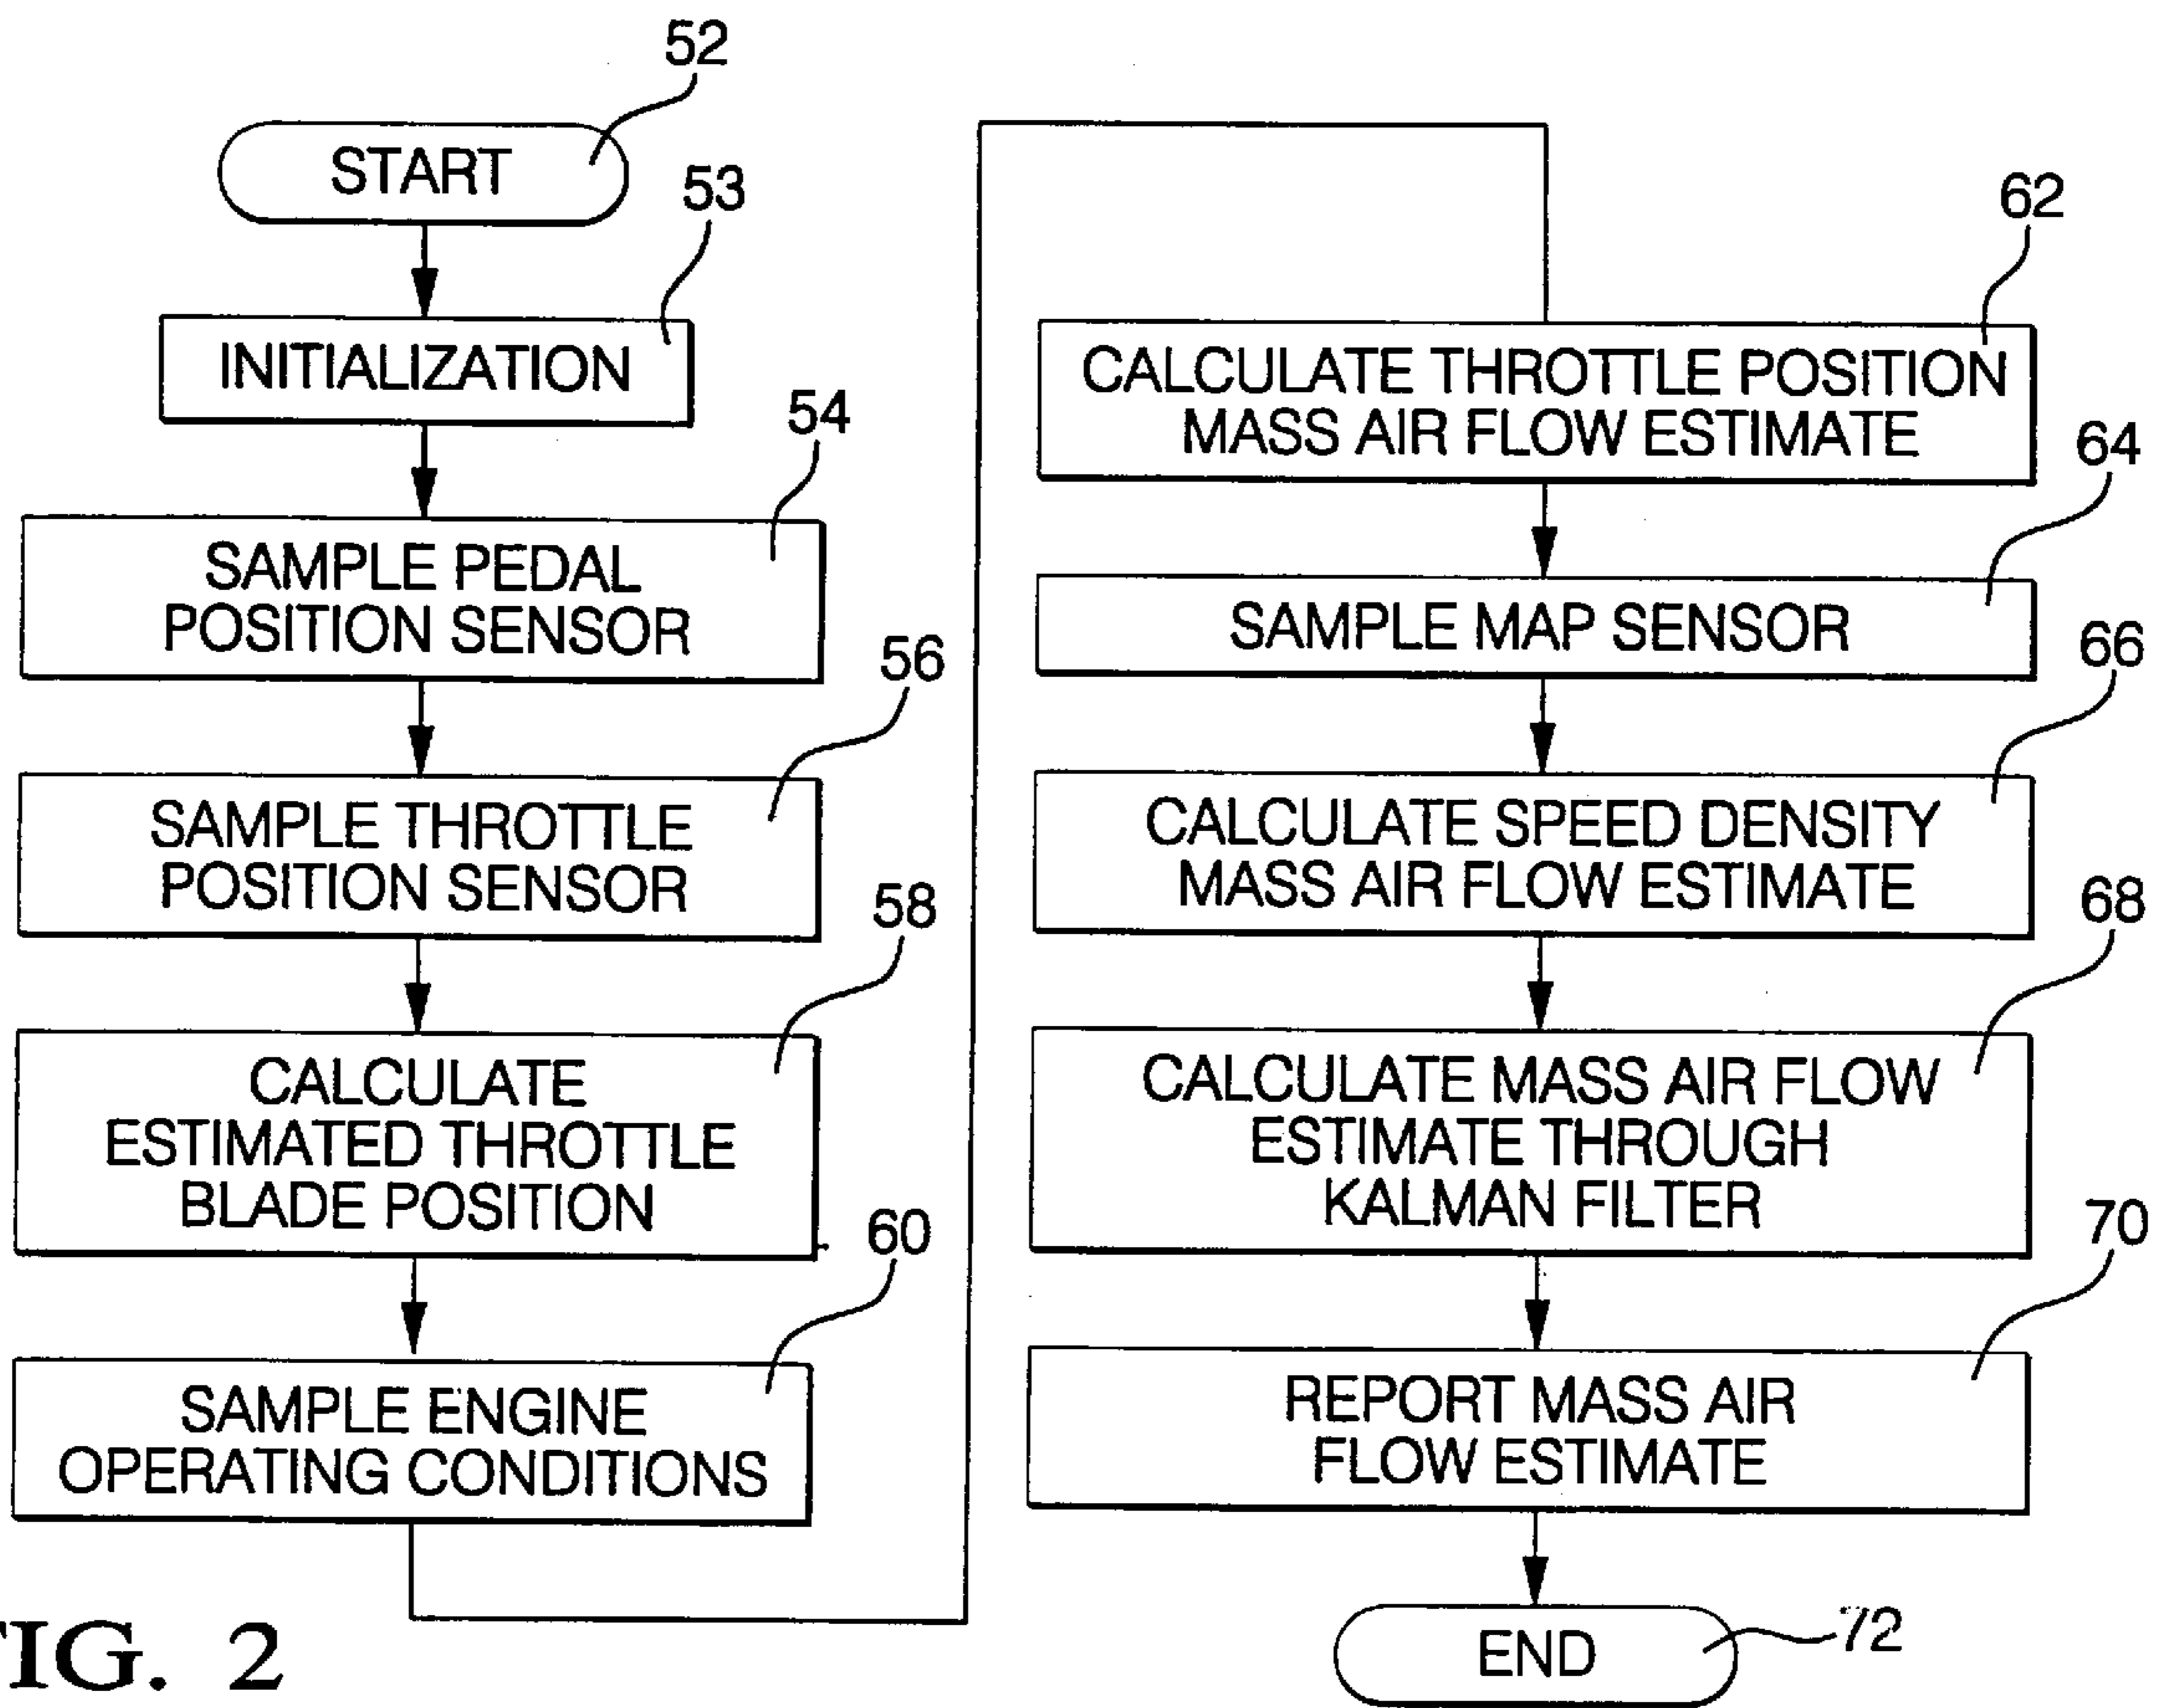 52
START
53
INITIALIZATION
54
SAMPLE PEDAL
POSITION SENSOR
56
SAMPLE THROTTLE
POSITION SENSOR
58
CALCULATE
ESTIMATED THROTTLE
BLADE POSITION
60
SAMPLE ENGINE
OPERATING CONDITIONS
62
CALCULATE THROTTLE POSITION
MASS AIR FLOW ESTIMATE
64
SAMPLE MAP SENSOR
66
CALCULATE SPEED DENSITY
MASS AIR FLOW ESTIMATE
68
CALCULATE MASS AIR FLOW
ESTIMATE THROUGH
KALMAN FILTER
70
REPORT MASS AIR
FLOW ESTIMATE
END
72
FIG. 2